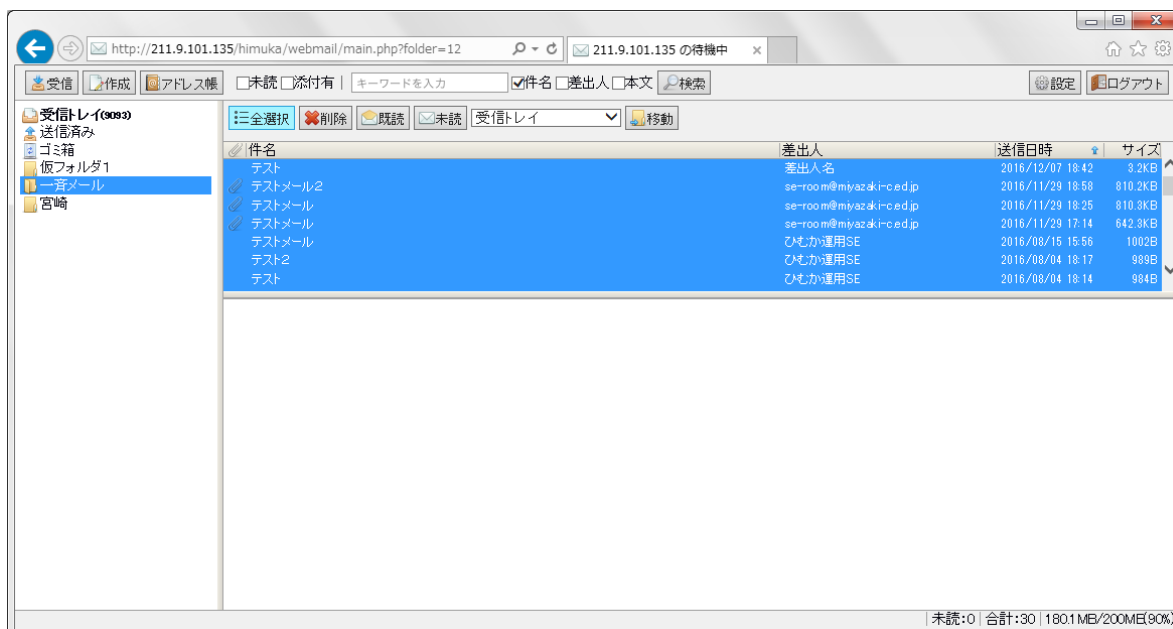 http://211.9.101.135/himuka/webmail/main.php?folder=12 211.9.101.135 の待機中
受信 作成 アドレス帳 未読 添付有 | キーワードを入力 件名 差出人 本文 検索 設定 ログアウト
受信トレイ(9093)
送信済み
ゴミ箱
仮フォルダ1
一斉メール
宮崎
全選択 削除 既読 未読 受信トレイ 移動
件名 差出人 送信日時 サイズ
テスト 差出人名 2016/12/07 18:42 3.2KB
テストメール2 se-room@miyazaki-c.ed.jp 2016/11/29 18:58 810.2KB
テストメール se-room@miyazaki-c.ed.jp 2016/11/29 18:25 810.3KB
テストメール se-room@miyazaki-c.ed.jp 2016/11/29 17:14 642.3KB
テストメール ひむか運用SE 2016/08/15 15:56 1002B
テスト2 ひむか運用SE 2016/08/04 18:17 989B
テスト ひむか運用SE 2016/08/04 18:14 984B
未読:0 | 合計:30 | 180.1MB/200MB(90%)